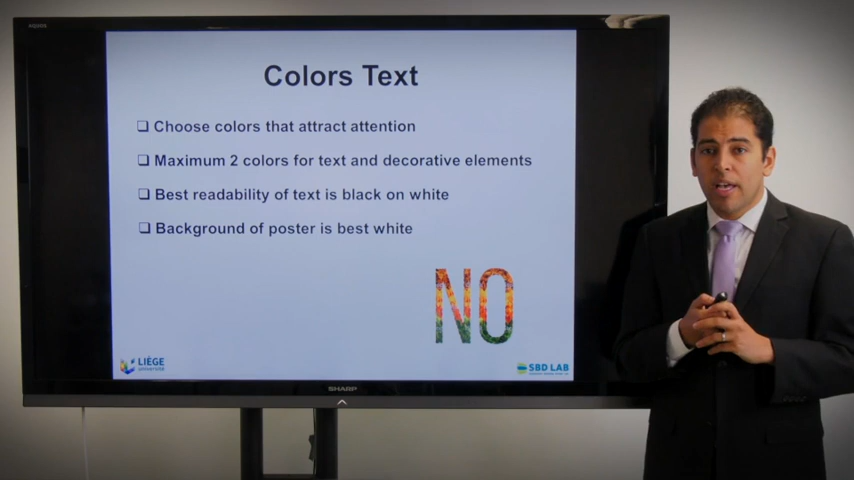 Colors Text
❑ Choose colors that attract attention
❑ Maximum 2 colors for text and decorative elements
❑ Best readability of text is black on white
❑ Background of poster is best white
NO
LIÈGE
université
SBD LAB
SHARP